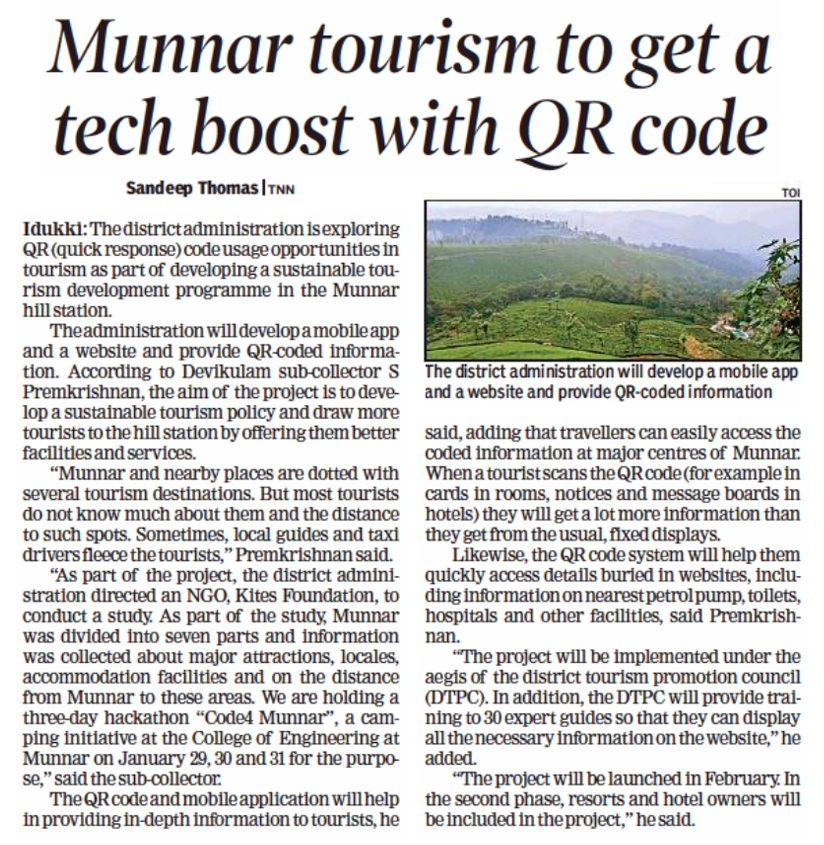 Munnar tourism to get a
tech boost with QR code
Sandeep Thomas | TNN
Idukki: The district administration is exploring
QR (quick response) code usage opportunities in
tourism as part of developing a sustainable tou-
rism development programme in the Munnar
hill station.
The administration will develop a mobile app
and a website and provide QR-coded informa-
tion. According to Devikulam sub-collector S
Premkrishnan, the aim of the project is to deve-
lop a sustainable tourism policy and draw more
tourists to the hill station by offering them better
facilities and services.
“Munnar and nearby places are dotted with
several tourism destinations. But most tourists
do not know much about them and the distance
to such spots. Sometimes, local guides and taxi
drivers fleece the tourists,” Premkrishnan said.
“As part of the project, the district admini-
stration directed an NGO, Kites Foundation, to
conduct a study. As part of the study, Munnar
was divided into seven parts and information
was collected about major attractions, locales,
accommodation facilities and on the distance
from Munnar to these areas. We are holding a
three-day hackathon “Code4 Munnar”, a cam-
ping initiative at the College of Engineering at
Munnar on January 29, 30 and 31 for the purpo-
se,” said the sub-collector.
The QR code and mobile application will help
in providing in-depth information to tourists, he
TOI
The district administration will develop a mobile app
and a website and provide QR-coded information
said, adding that travellers can easily access the
coded information at major centres of Munnar.
When a tourist scans the QR code (for example in
cards in rooms, notices and message boards in
hotels) they will get a lot more information than
they get from the usual, fixed displays.
Likewise, the QR code system will help them
quickly access details buried in websites, inclu-
ding information on nearest petrol pump, toilets,
hospitals and other facilities, said Premkrish-
nan.
“The project will be implemented under the
aegis of the district tourism promotion council
(DTPC). In addition, the DTPC will provide trai-
ning to 30 expert guides so that they can display
all the necessary information on the website,” he
added.
“The project will be launched in February. In
the second phase, resorts and hotel owners will
be included in the project,” he said.